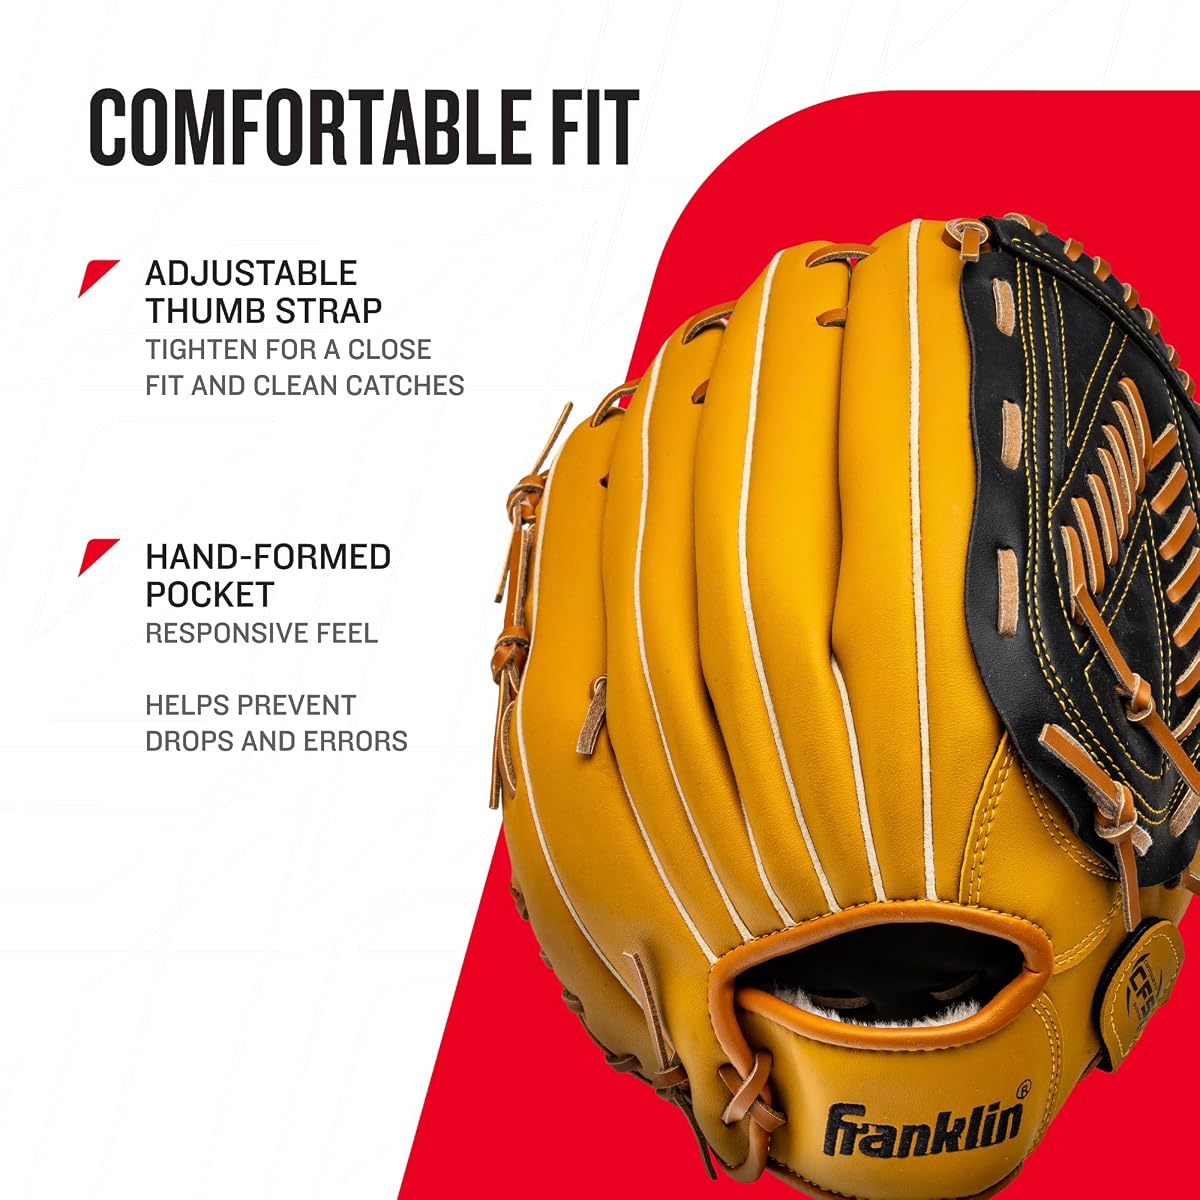 COMFORTABLE FIT
ADJUSTABLE
THUMB STRAP
TIGHTEN FOR A CLOSE
FIT AND CLEAN CATCHES
HAND-FORMED
POCKET
RESPONSIVE FEEL
HELPS PREVENT
DROPS AND ERRORS
franklin®